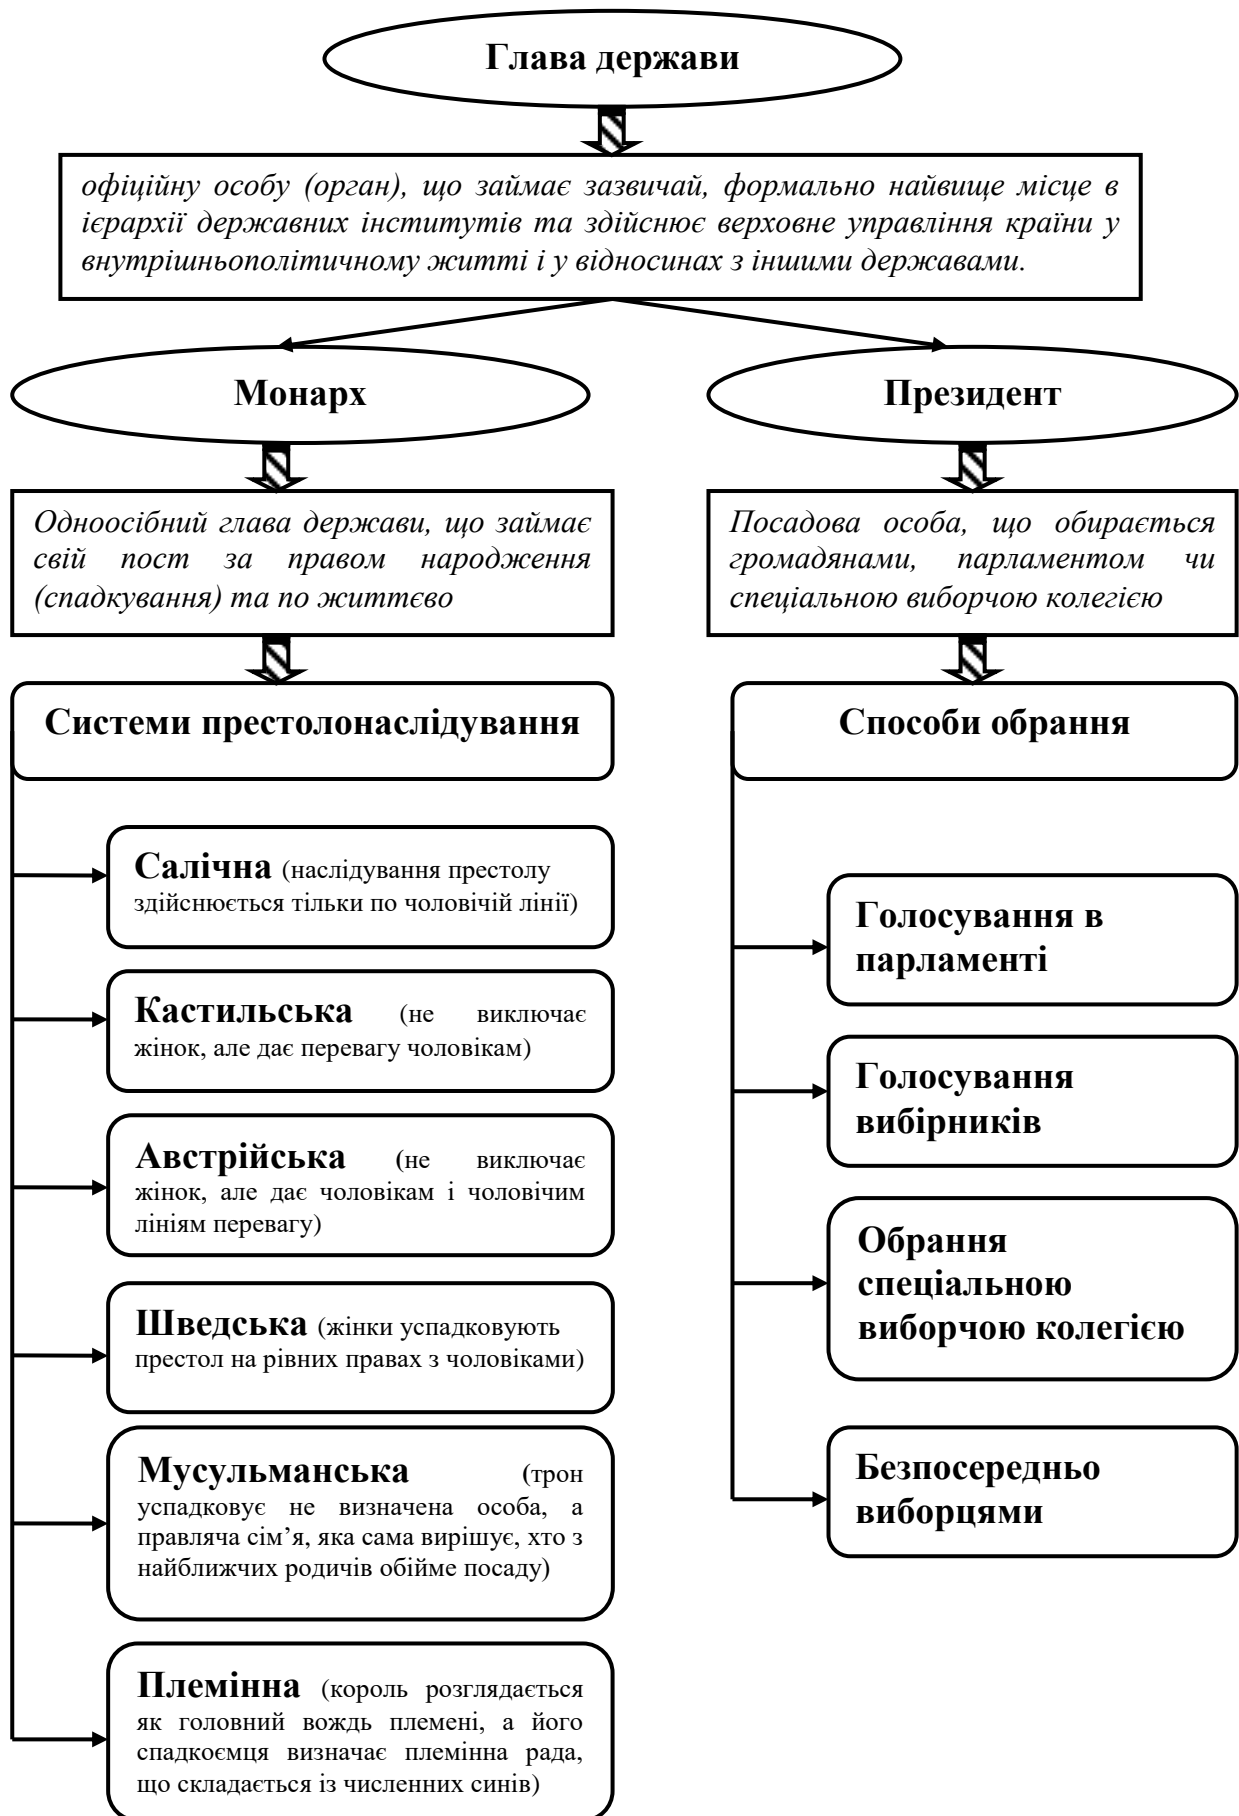 Глава держави
офіційну особу (орган), що займає зазвичай, формально найвище місце в
ієрархії державних інститутів та здійснює верховне управління країни у
внутрішньополітичному житті і у відносинах з іншими державами.
Монарх
Президент
Одноосібний глава держави, що займає
свій пост за правом народження
(спадкування) та по життєво
Посадова особа, що обирається
громадянами, парламентом чи
спеціальною виборчою колегією
Системи престолонаслідування
Способи обрання
Салічна (наслідування престолу
здійснюється тільки по чоловічій лінії)
Кастильська (не виключає
жінок, але дає перевагу чоловікам)
Австрійська (не виключає
жінок, але дає чоловікам і чоловічим
лініям перевагу)
Шведська (жінки успадковують
престол на рівних правах з чоловіками)
Мусульманська (трон
успадковує не визначена особа, а
правляча сім’я, яка сама вирішує, хто з
найближчих родичів обійме посаду)
Племінна (король розглядається
як головний вождь племені, а його
спадкоємця визначає племінна рада,
що складається із численних синів)
Голосування в
парламенті
Голосування
вибірників
Обрання
спеціальною
виборчою колегією
Безпосередньо
виборцями